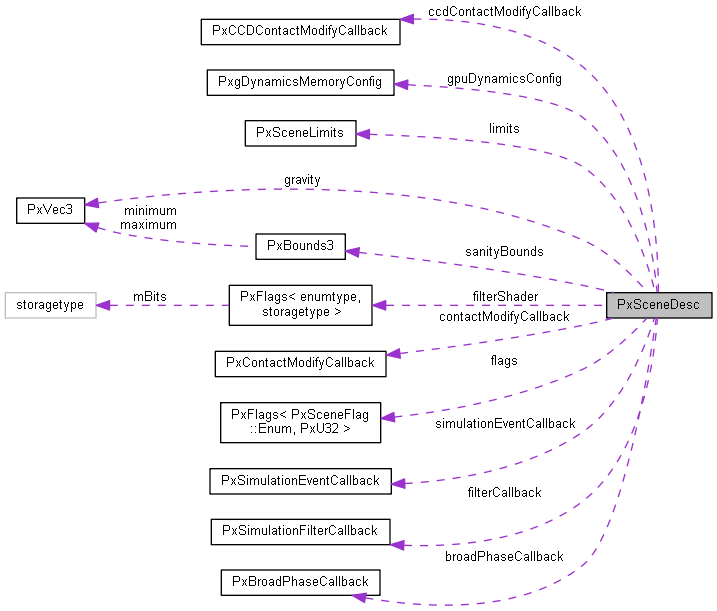 ccdContactModifyCallback
PxCCDContactModifyCallback
gpuDynamicsConfig
PxgDynamicsMemoryConfig
limits
PxSceneLimits
gravity
PxVec3
minimum
maximum
PxBounds3
sanityBounds
storagetype
mBits
PxFlags< enumtype,
storagetype >
filterShader
PxSceneDesc
contactModifyCallback
PxContactModifyCallback
flags
PxFlags< PxSceneFlag
::Enum, PxU32 >
simulationEventCallback
PxSimulationEventCallback
filterCallback
PxSimulationFilterCallback
broadPhaseCallback
PxBroadPhaseCallback